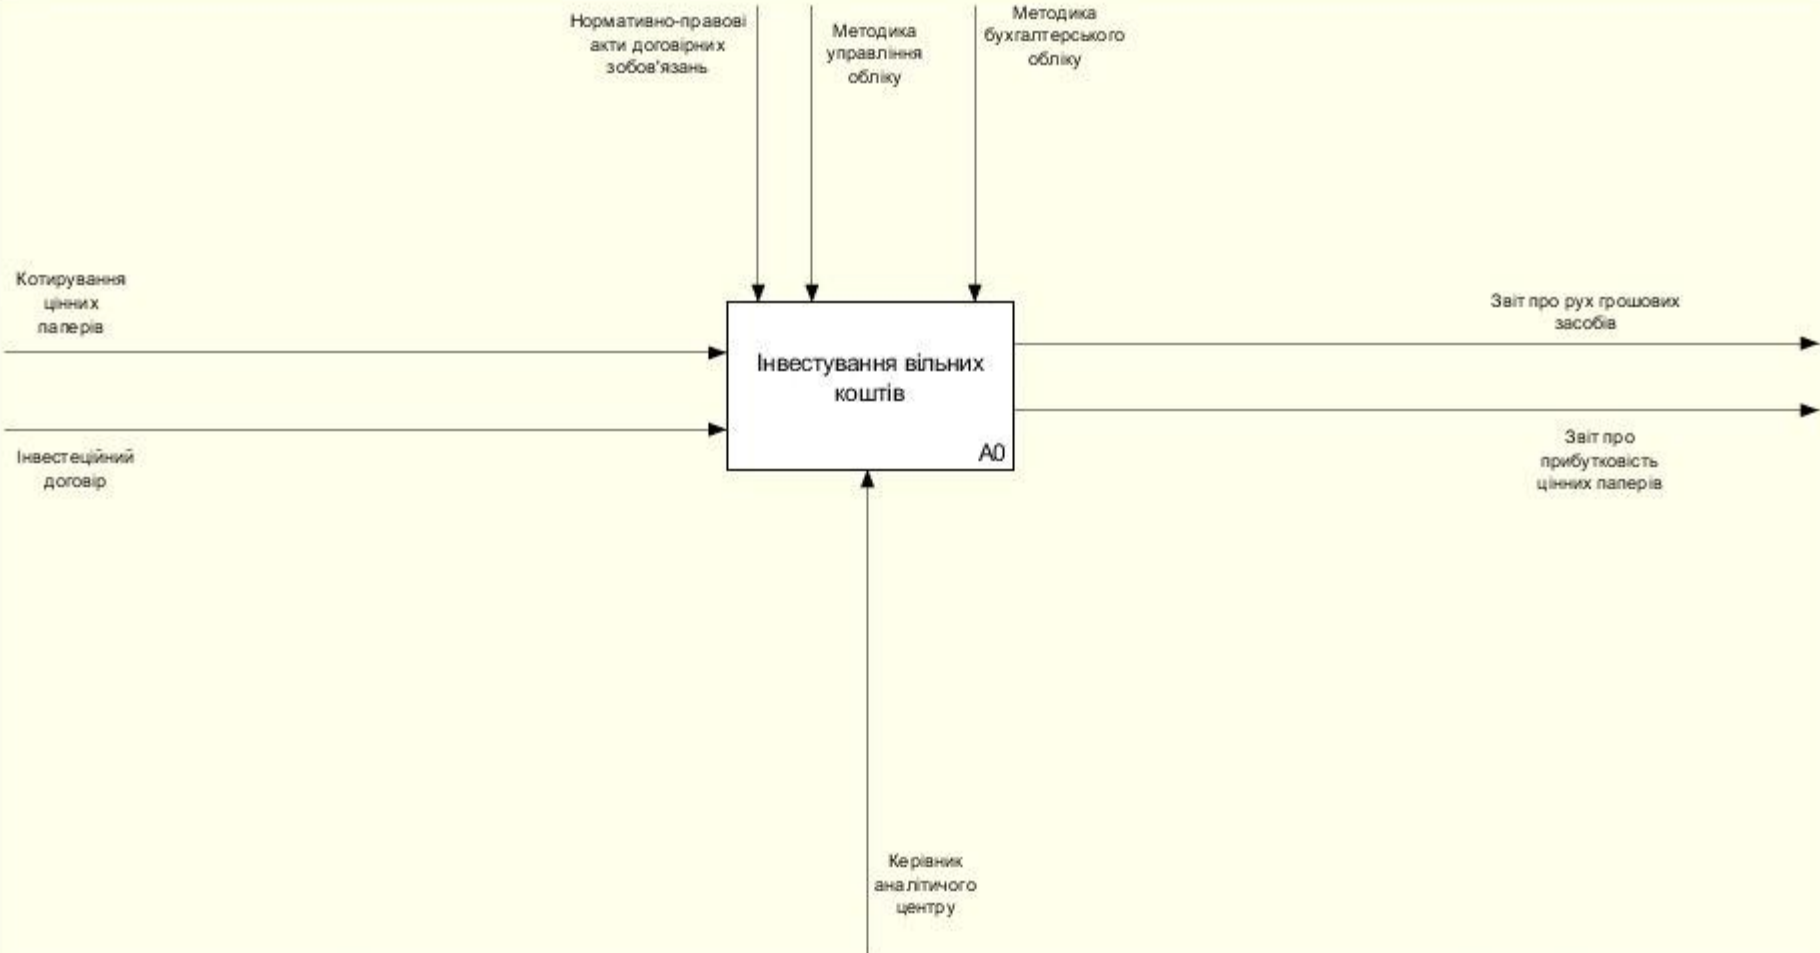 Нормативно-правові
акти договірних
зобов'язань
Методика
управління
обліку
Методика
бухгалтерського
обліку
Котирування
цінних
паперів
Інвестеційний
договір
Інвестування вільних
коштів
A0
Звіт про рух грошових
засобів
Звіт про
прибутковість
цінних паперів
Керівник
аналітичого
центру